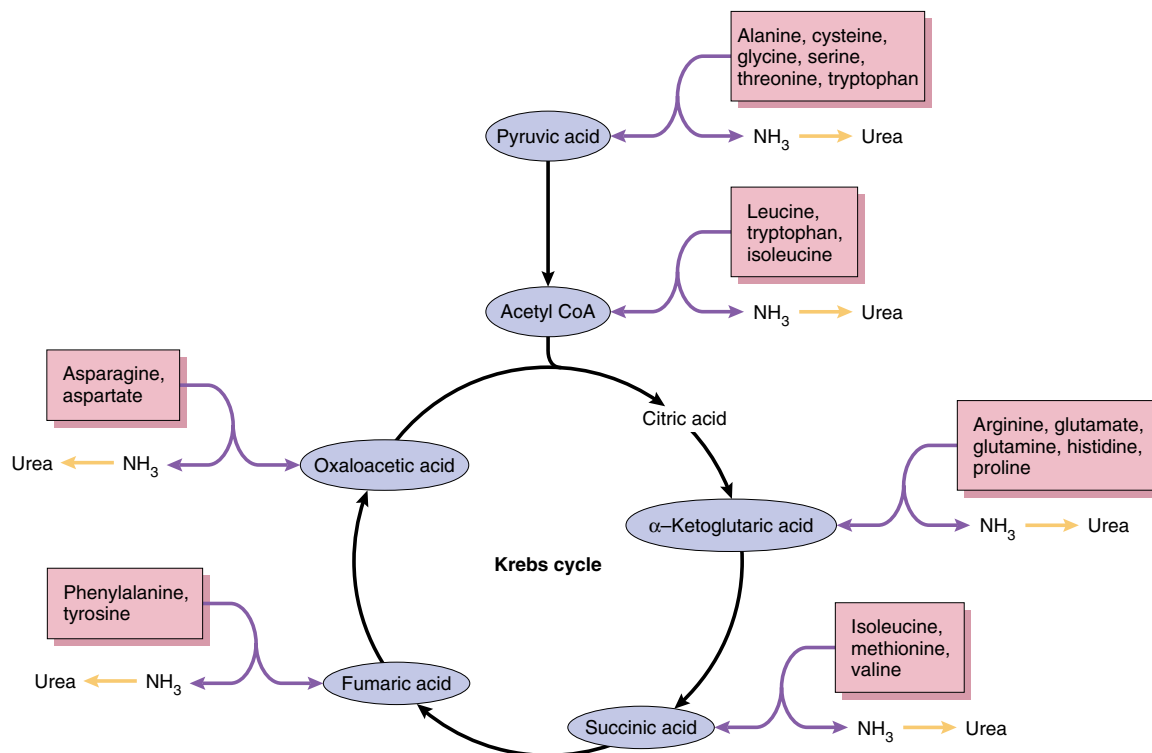 Alanine, cysteine,
glycine, serine,
threonine, tryptophan
Pyruvic acid
NH3
Urea
Leucine,
tryptophan,
isoleucine
Acetyl CoA
NH3
Urea
Asparagine,
aspartate
Citric acid
Arginine, glutamate,
glutamine, histidine,
proline
Urea
NH3
Oxaloacetic acid
α–Ketoglutaric acid
NH3
Urea
Krebs cycle
Phenylalanine,
tyrosine
Isoleucine,
methionine,
valine
Urea
NH3
Fumaric acid
Succinic acid
NH3
Urea